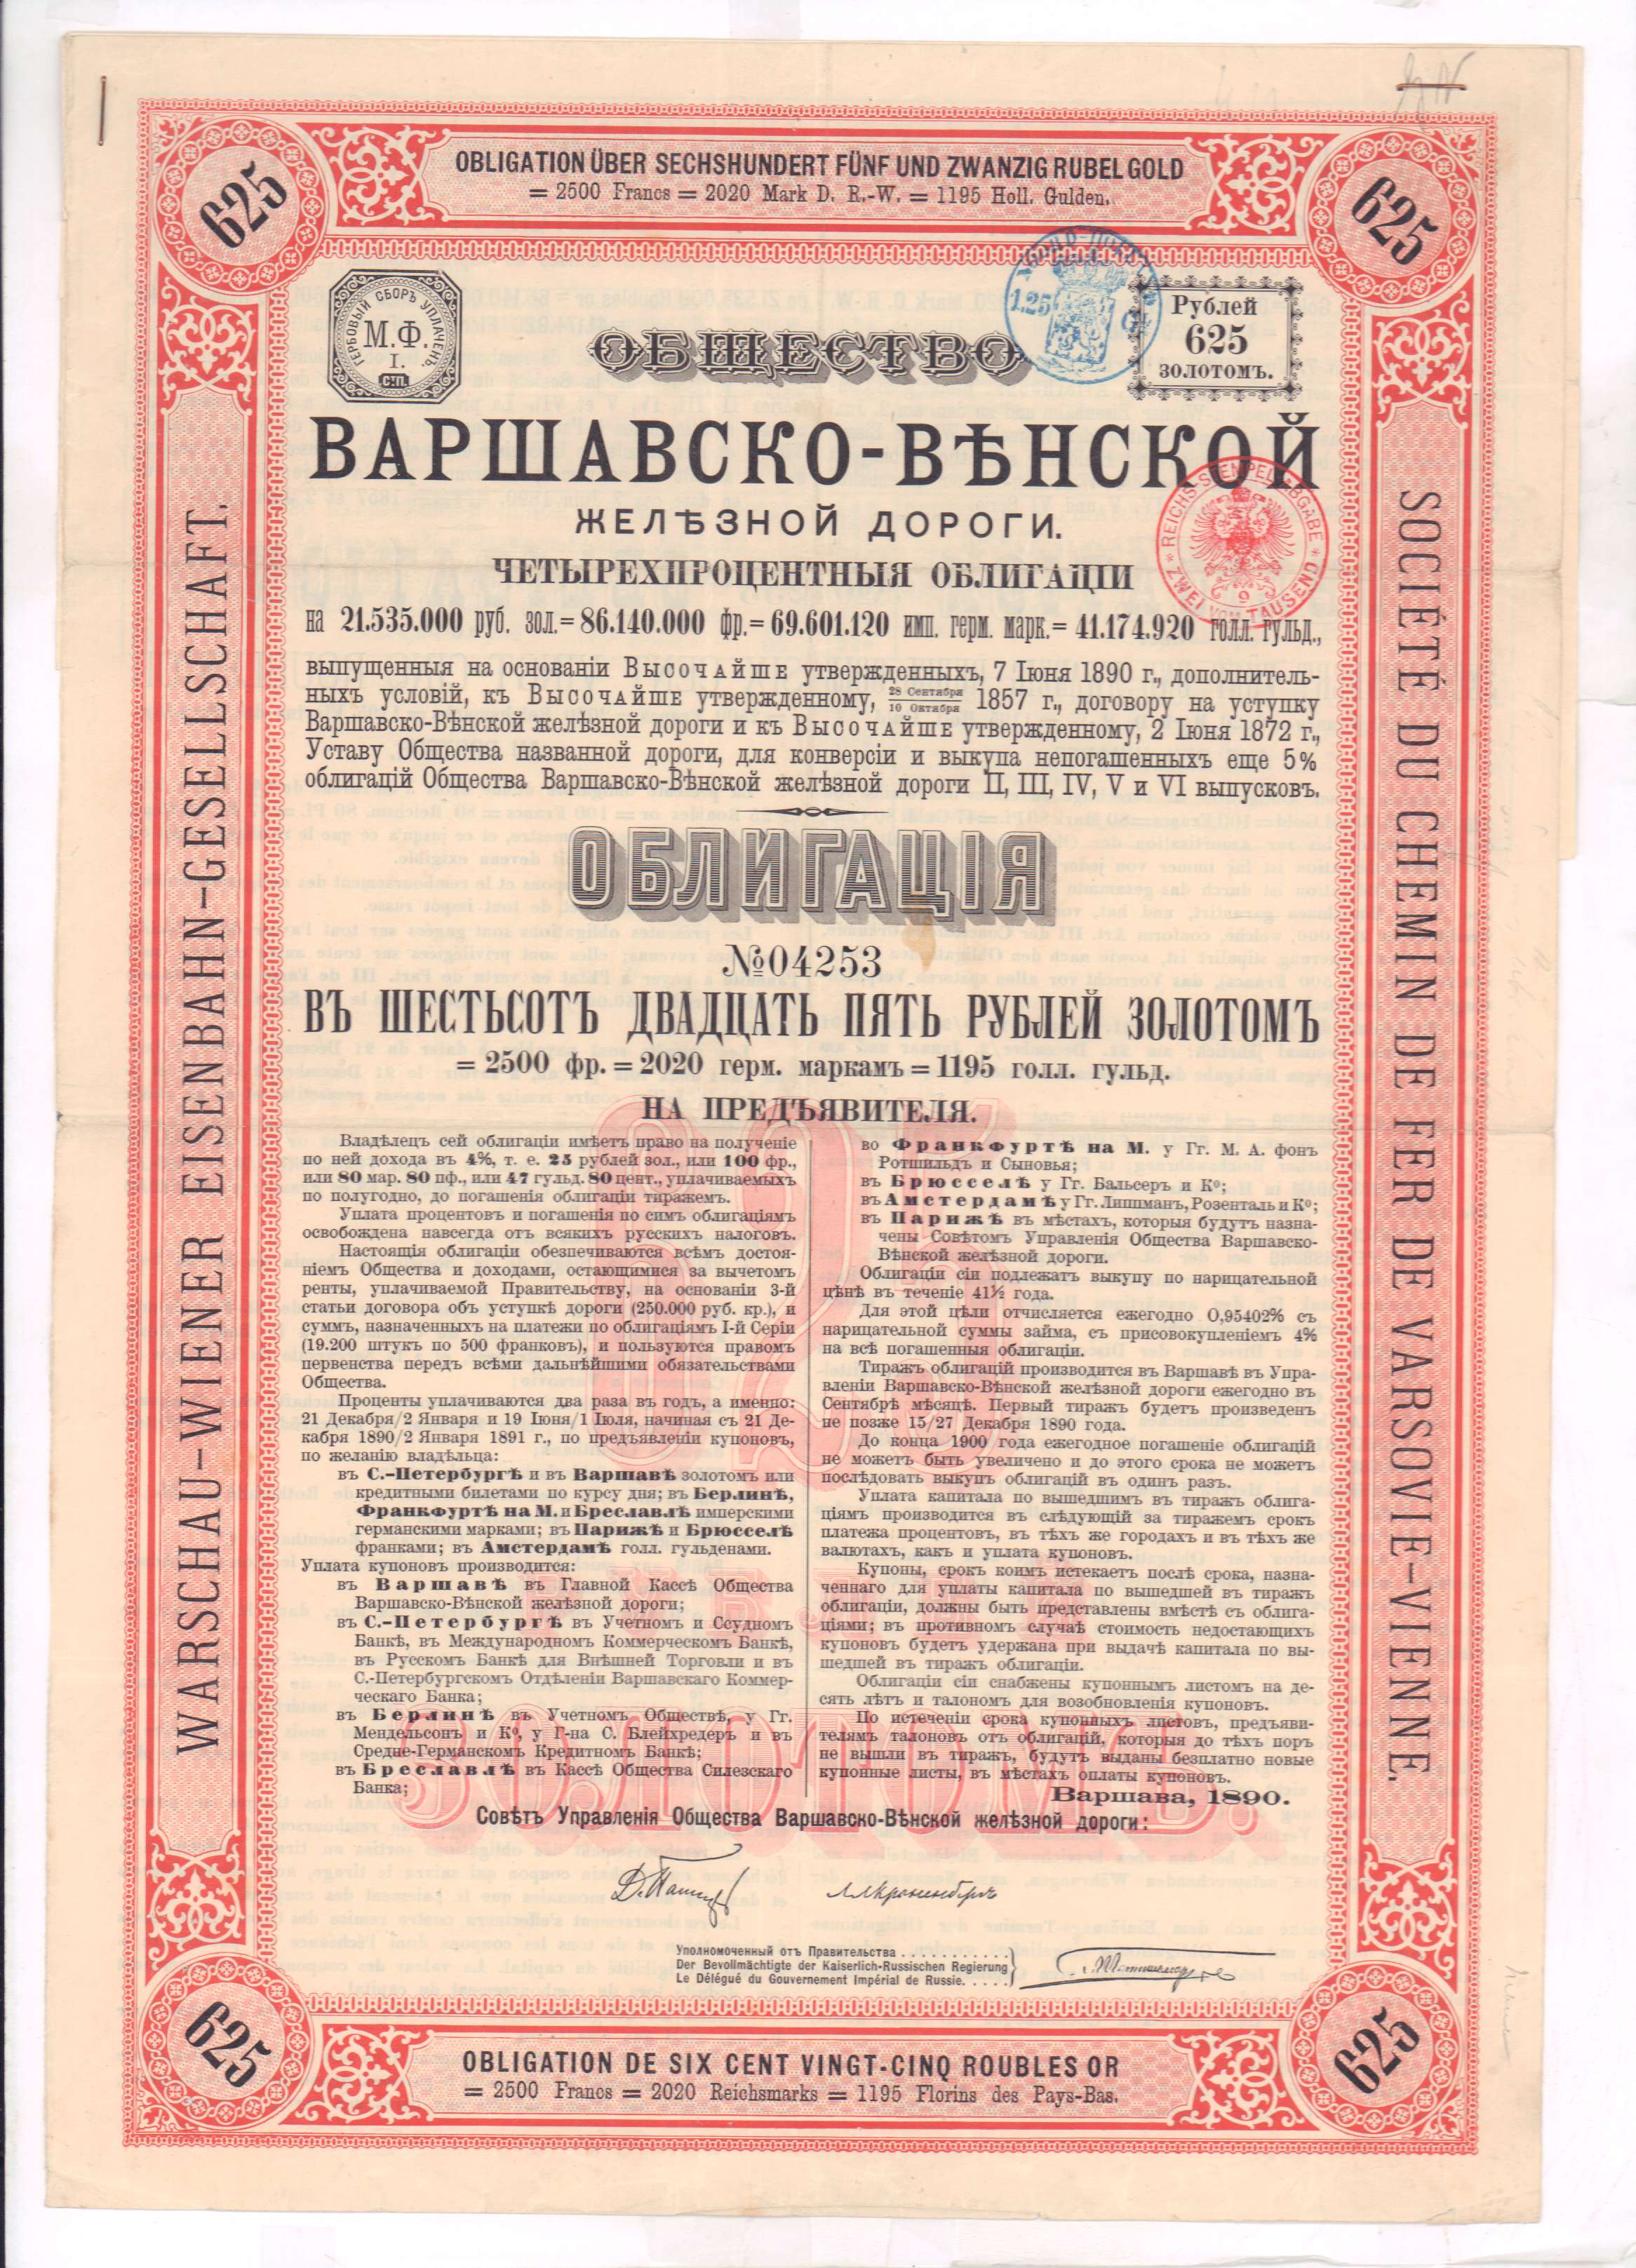 OBLIGATION ÜBER SECHSHUNDERT FÜNF UND ZWANZIG RUBEL GOLD
= 2500 Francs = 2020 Mark D. R.-W. = 1195 Holl. Gulden.
625
625
ГЕРБОВЫЙ СБОРЪ УПЛАЧЕНЪ.
М.Ф.
I.
С.П.
1.25 G
Рублей
625
золотомъ.
ОБЩЕСТВО
ВАРШАВСКО-ВѢНСКОЙ
ЖЕЛѢЗНОЙ ДОРОГИ.
REICHS STEMPELABGABE * ZWEI VOM TAUSEND *
9
ЧЕТЫРЕХПРОЦЕНТНЫЯ ОБЛИГАЦІИ
на 21.535.000 руб. зол. = 86.140.000 фр. = 69.601.120 имп. герм. марк. = 41.174.920 голл. гульд.,
выпущенныя на основаніи Высочайше утвержденныхъ, 7 Іюня 1890 г., дополнитель-
ныхъ условій, къ Высочайше утвержденному, 28 Сентября/10 Октября 1857 г., договору на уступку
Варшавско-Вѣнской желѣзной дороги и къ Высочайше утвержденному, 2 Іюня 1872 г.,
Уставу Общества названной дороги, для конверсіи и выкупа непогашенныхъ еще 5%
облигацій Общества Варшавско-Вѣнской желѣзной дороги II, III, IV, V и VI выпусковъ.
ОБЛИГАЦІЯ
№ 04253
ВЪ ШЕСТЬСОТЪ ДВАДЦАТЬ ПЯТЬ РУБЛЕЙ ЗОЛОТОМЪ
= 2500 фр. = 2020 герм. маркамъ = 1195 голл. гульд.
НА ПРЕДЪЯВИТЕЛЯ.
625
РУБЛЕЙ
ЗОЛОТОМЪ.
Владѣлецъ сей облигаціи имѣетъ право на полученіе
по ней дохода въ 4%, т. е. 25 рублей зол., или 100 фр.,
или 80 мар. 80 пф., или 47 гульд. 80 цент., уплачиваемыхъ
по полугодно, до погашенія облигаціи тиражемъ.
Уплата процентовъ и погашенія по симъ облигаціямъ
освобождена навсегда отъ всякихъ русскихъ налоговъ.
Настоящія облигаціи обезпечиваются всѣмъ достоя-
ніемъ Общества и доходами, остающимися за вычетомъ
ренты, уплачиваемой Правительству, на основаніи 3-й
статьи договора объ уступкѣ дороги (250.000 руб. кр.), и
суммъ, назначенныхъ на платежи по облигаціямъ I-й Серіи
(19.200 штукъ по 500 франковъ), и пользуются правомъ
первенства передъ всѣми дальнѣйшими обязательствами
Общества.
Проценты уплачиваются два раза въ годъ, а именно:
21 Декабря/2 Января и 19 Іюня/1 Іюля, начиная съ 21 Де-
кабря 1890/2 Января 1891 г., по предъявленіи купоновъ,
по желанію владѣльца:
въ С.-Петербургѣ и въ Варшавѣ золотомъ или
кредитными билетами по курсу дня; въ Берлинѣ,
Франкфуртѣ на М. и Бреславлѣ имперскими
германскими марками; въ Парижѣ и Брюсселѣ
франками; въ Амстердамѣ голл. гульденами.
Уплата купоновъ производится:
въ Варшавѣ въ Главной Кассѣ Общества
Варшавско-Вѣнской желѣзной дороги;
въ С.-Петербургѣ въ Учетномъ и Ссудномъ
Банкѣ, въ Международномъ Коммерческомъ Банкѣ,
въ Русскомъ Банкѣ для Внѣшней Торговли и въ
С.-Петербургскомъ Отдѣленіи Варшавскаго Коммер-
ческаго Банка;
въ Берлинѣ въ Учетномъ Обществѣ, у Гг.
Мендельсонъ и Кº, у Г-на С. Блейхредеръ и въ
Средне-Германскомъ Кредитномъ Банкѣ;
въ Бреславлѣ въ Кассѣ Общества Силезскаго
Банка;
во Франкфуртѣ на М. у Гг. М. А. фонъ
Ротшильдъ и Сыновья;
въ Брюсселѣ у Гг. Бальсеръ и Кº;
въ Амстердамѣ у Гг. Липпманъ, Розенталь и Кº;
въ Парижѣ въ мѣстахъ, которыя будутъ назна-
чены Совѣтомъ Управленія Общества Варшавско-
Вѣнской желѣзной дороги.
Облигаціи сіи подлежатъ выкупу по нарицательной
цѣнѣ въ теченіе 41½ года.
Для этой цѣли отчисляется ежегодно 0,95402% съ
нарицательной суммы займа, съ присовокупленіемъ 4%
на всѣ погашенныя облигаціи.
Тиражъ облигацій производится въ Варшавѣ въ Упра-
вленіи Варшавско-Вѣнской желѣзной дороги ежегодно въ
Сентябрѣ мѣсяцѣ. Первый тиражъ будетъ произведенъ
не позже 15/27 Декабря 1890 года.
До конца 1900 года ежегодное погашеніе облигацій
не можетъ быть увеличено и до этого срока не можетъ
послѣдовать выкупъ облигацій въ одинъ разъ.
Уплата капитала по вышедшимъ въ тиражъ облига-
ціямъ производится въ слѣдующій за тиражемъ срокъ
платежа процентовъ, въ тѣхъ же городахъ и въ тѣхъ же
валютахъ, какъ и уплата купоновъ.
Купоны, срокъ коимъ истекаетъ послѣ срока, назна-
ченнаго для уплаты капитала по вышедшей въ тиражъ
облигаціи, должны быть представлены вмѣстѣ съ облига-
ціями; въ противномъ случаѣ стоимость недостающихъ
купоновъ будетъ удержана при выдачѣ капитала по вы-
шедшей въ тиражъ облигаціи.
Облигаціи сіи снабжены купоннымъ листомъ на де-
сять лѣтъ и талономъ для возобновленія купоновъ.
По истеченіи срока купонныхъ листовъ, предъяви-
телямъ талоновъ отъ облигацій, которыя до тѣхъ поръ
не вышли въ тиражъ, будутъ выданы безплатно новые
купонные листы, въ мѣстахъ оплаты купоновъ.
Варшава, 1890.
Совѣтъ Управленія Общества Варшавско-Вѣнской желѣзной дороги:
Уполномоченный отъ Правительства . . . . . . . . . . .
Der Bevollmächtigte der Kaiserlich-Russischen Regierung
Le Délégué du Gouvernement Impérial de Russie. . . . .
WARSCHAU–WIENER EISENBAHN–GESELLSCHAFT.
SOCIÉTÉ DU CHEMIN DE FER DE VARSOVIE–VIENNE.
625
625
OBLIGATION DE SIX CENT VINGT-CINQ ROUBLES OR
= 2500 Francs = 2020 Reichsmarks = 1195 Florins des Pays-Bas.